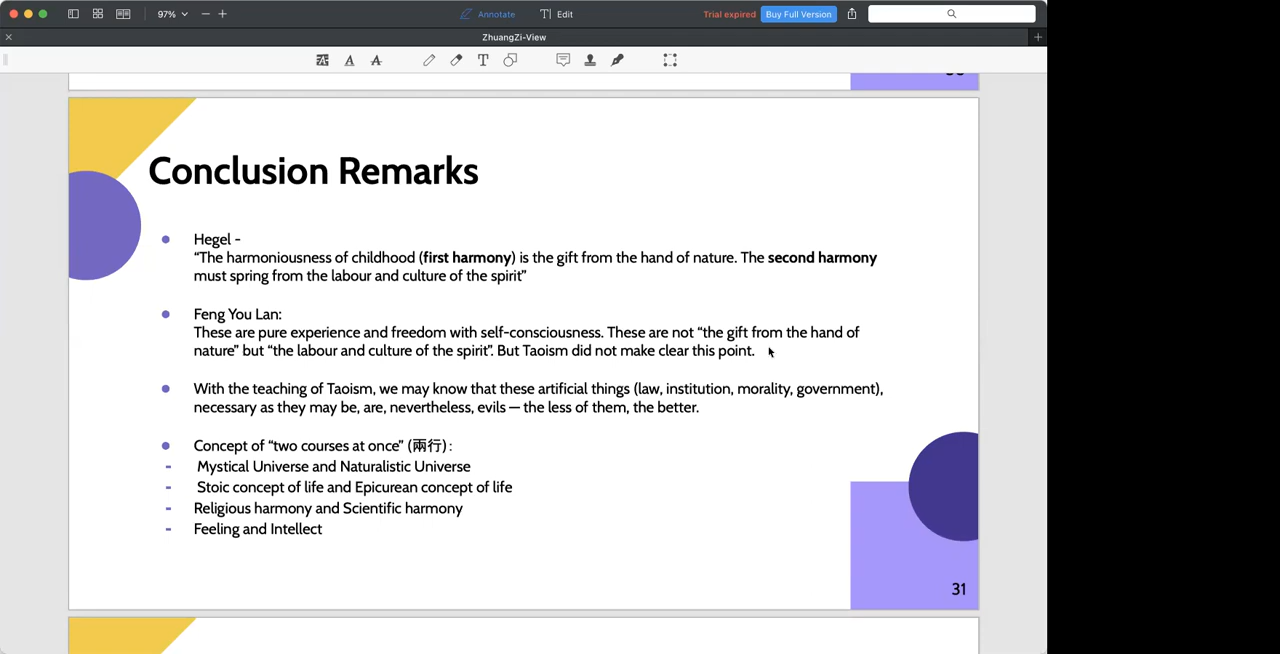 97%
Annotate
Edit
Trial expired
Buy Full Version
ZhuangZi-View
Conclusion Remarks
Hegel -
“The harmoniousness of childhood (first harmony) is the gift from the hand of nature. The second harmony
must spring from the labour and culture of the spirit”
Feng You Lan:
These are pure experience and freedom with self-consciousness. These are not “the gift from the hand of
nature” but “the labour and culture of the spirit”. But Taoism did not make clear this point.
With the teaching of Taoism, we may know that these artificial things (law, institution, morality, government),
necessary as they may be, are, nevertheless, evils — the less of them, the better.
Concept of “two courses at once” (兩行):
- Mystical Universe and Naturalistic Universe
- Stoic concept of life and Epicurean concept of life
- Religious harmony and Scientific harmony
- Feeling and Intellect
31